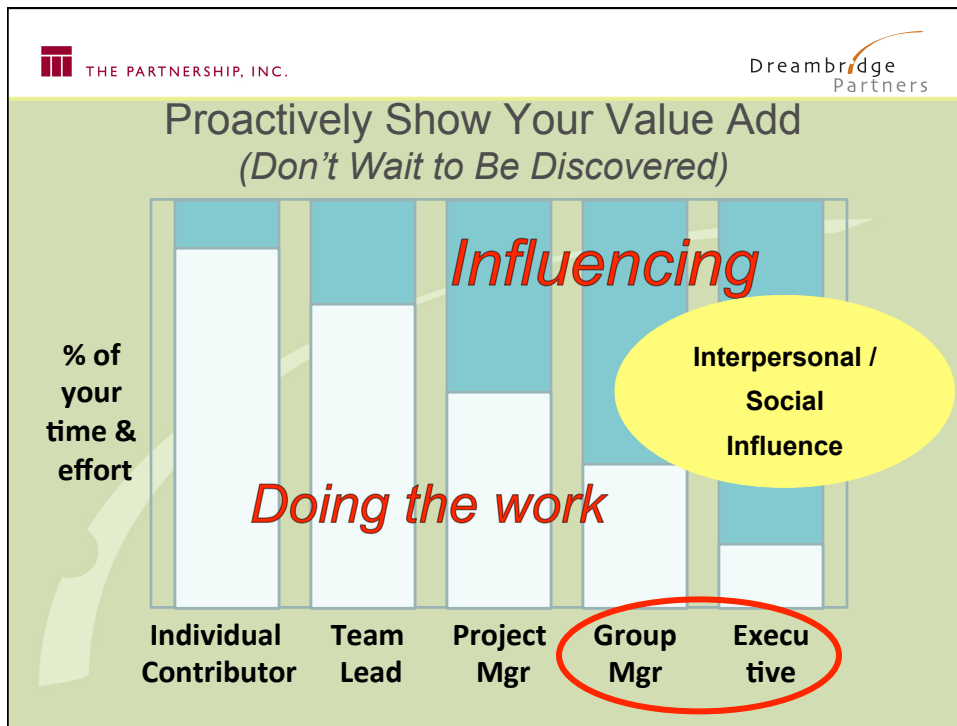 THE PARTNERSHIP, INC.
Dreambridge
Partners
Proactively Show Your Value Add
(Don't Wait to Be Discovered)
Influencing
% of
your
time &
effort
Interpersonal /
Social
Influence
Doing the work
Individual
Contributor
Team
Lead
Project
Mgr
Group
Mgr
Execu
tive